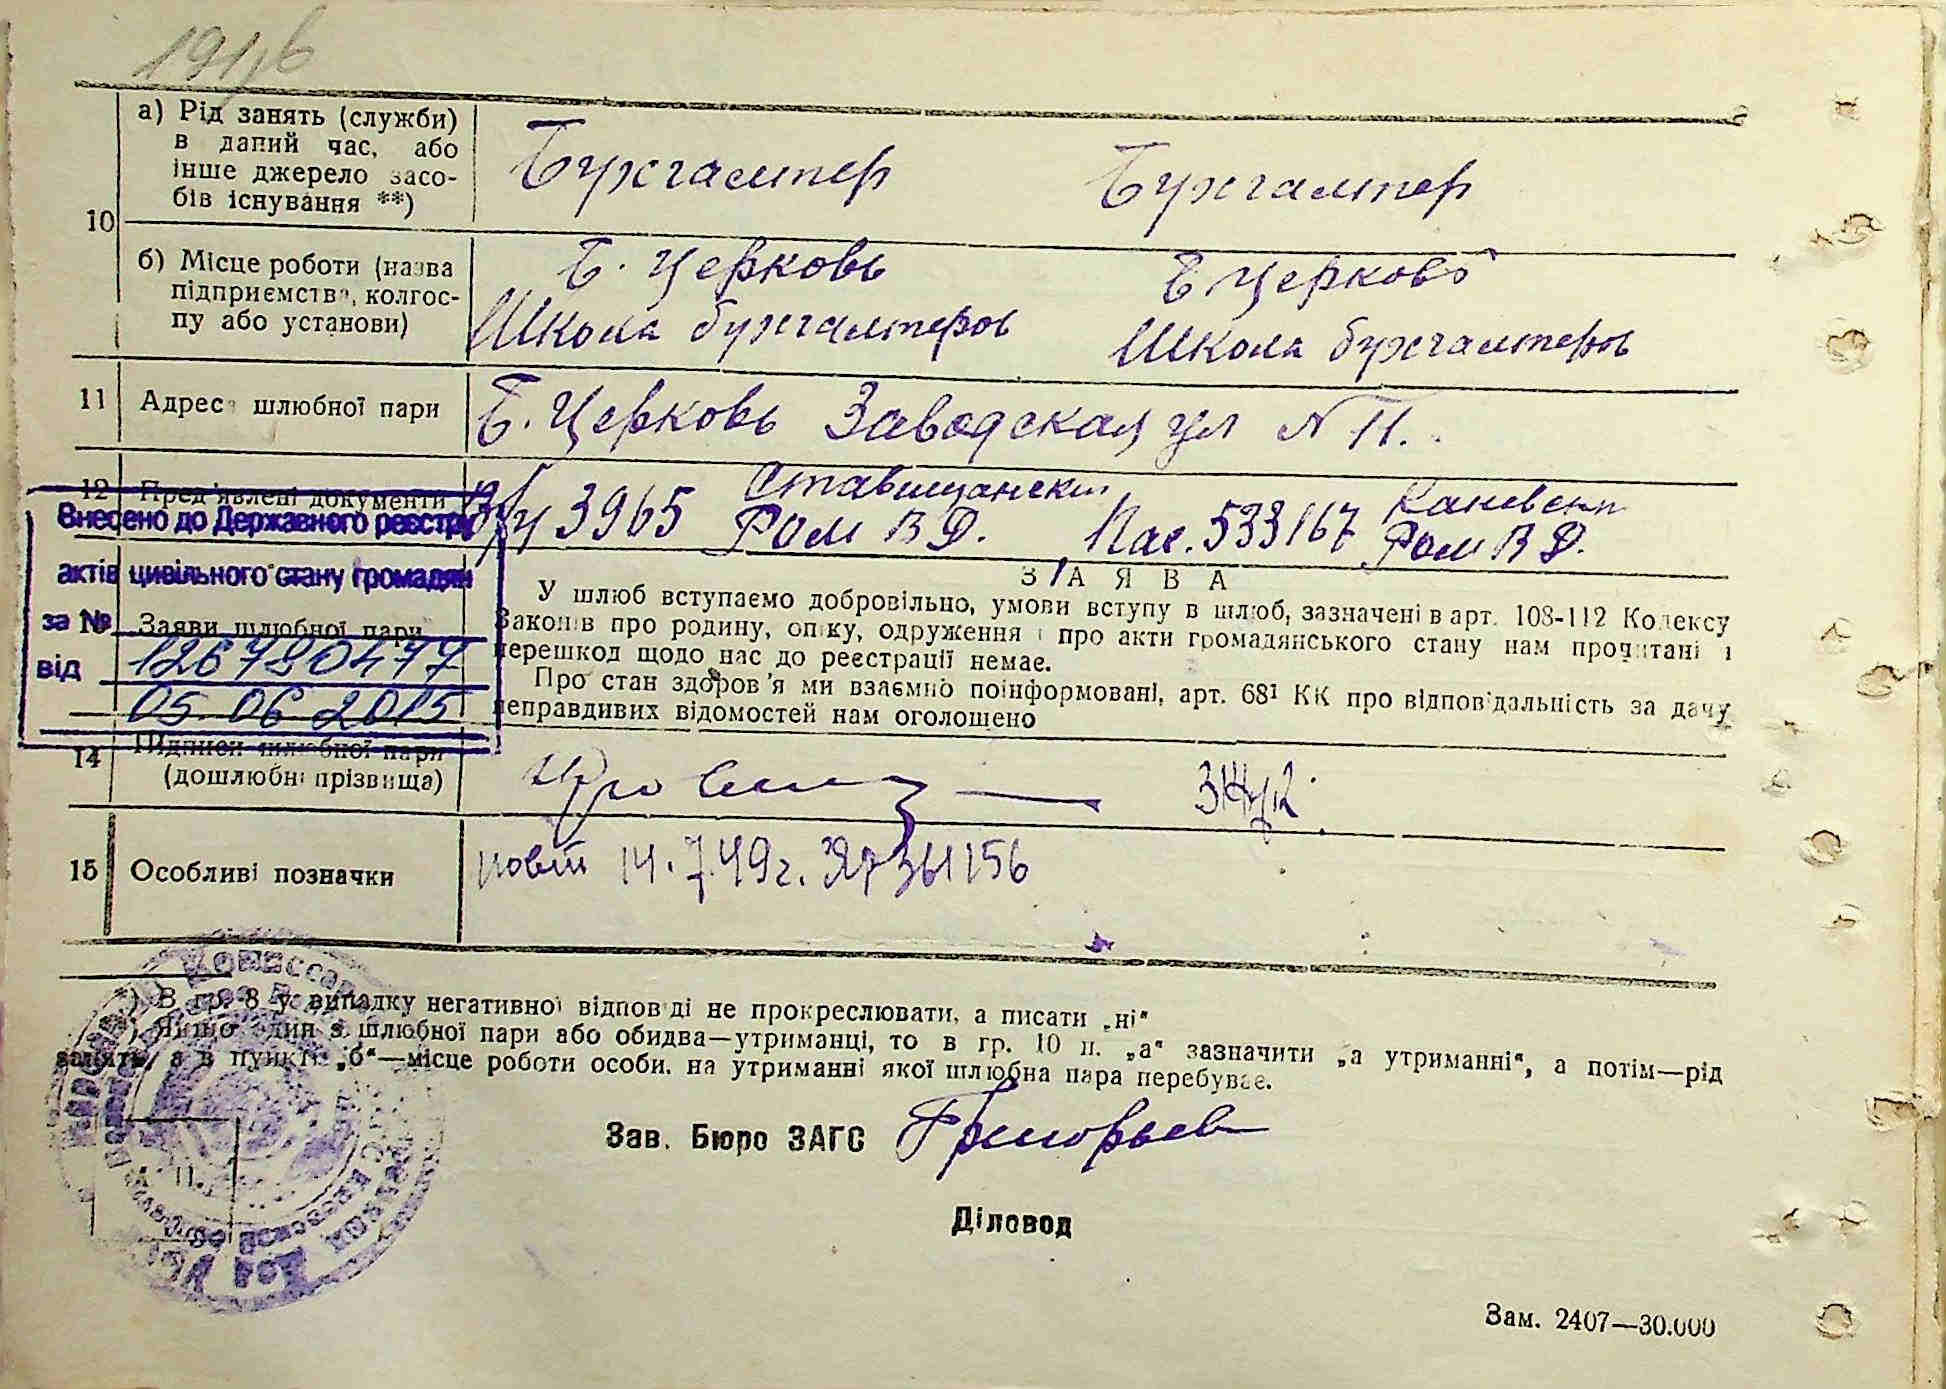 1946
10
а) Рід занять (служби)
в даний час, або
інше джерело засо-
бів існування **)
Бухгалтер Бухгалтер
б) Місце роботи (назва
підприємства, колгос-
пу або установи)
Б. Церковь Б Церковь
Школа бухгалтеров Школа бухгалтеров
11 Адреса шлюбної пари Б. Церковь Заводская ул N 11.
12 Пред'явлені документи
3965 Ставищанским
РОМ В Д. Пас. 533167 Каневским
РОМ В Д.
Внесено до Державного реєстру
актів цивільного стану громадян
за № 126780477
від 05.06.2015
Заяви шлюбної пари
ЗАЯВА
У шлюб вступаємо добровільно, умови вступу в шлюб, зазначені в арт. 108-112 Кодексу
Законів про родину, опіку, одруження і про акти громадянського стану нам прочитані і
перешкод щодо нас до реєстрації немає.
Про стан здоров'я ми взаємно поінформовані, арт. 68¹ КК про відповідальність за дачу
неправдивих відомостей нам оголошено
14 Підписи шлюбної пари
(дошлюбні прізвища)
15 Особливі позначки
14.7.49г. 361156
*) В гр. 8 у випадку негативної відповіді не прокреслювати, а писати „ні“
) Якщо один з шлюбної пари або обидва—утриманці, то в гр. 10 п. „а“ зазначити „а утриманні“, а потім—рід
занять, а в пункті „б“—місце роботи особи, на утриманні якої шлюбна пара перебуває.
Зав. Бюро ЗАГС Григорьев
Діловод
Зам. 2407—30.000